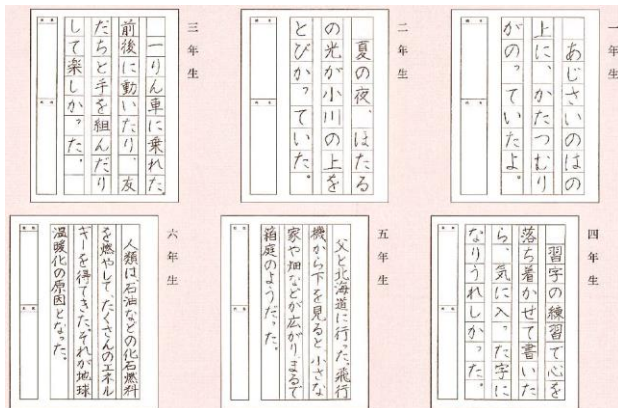 一年生
あじさいのはの
上に、かたつむり
がのっていたよ。
二年生
夏の夜、ほたる
の光が小川の上を
とびかっていた。
三年生
一りん車に乗れた。
前後に動いたり、友
だちと手を組んだり
して楽しかった。
四年生
習字の練習で心を
落ち着かせて書いた
ら、気に入った字に
なりうれしかった。
五年生
父と北海道に行った。飛行
機から下を見ると小さな
家や畑などが広がり、まるで
箱庭のようだった。
六年生
人類は石油などの化石燃料
を燃やして、たくさんのエネル
ギーを得てきた。それが地球
温暖化の原因となった。